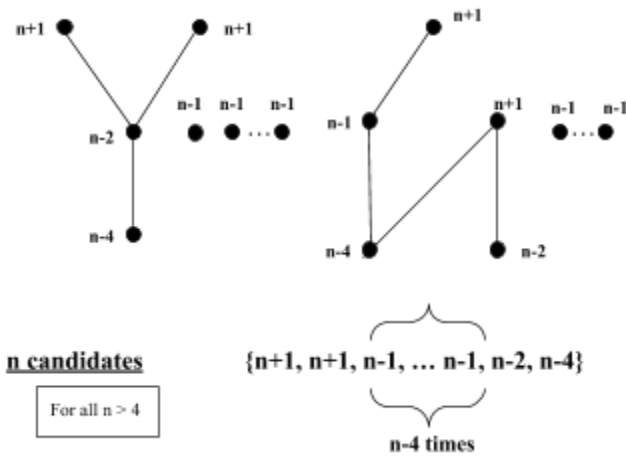 n+1 n+1 n+1
n-1 n-1 n-1 n-1 n+1 n-1 n-1
n-2 ... ...
n-4 n-4 n-2
n candidates {n+1, n+1, n-1, ... n-1, n-2, n-4}
For all n > 4
n-4 times